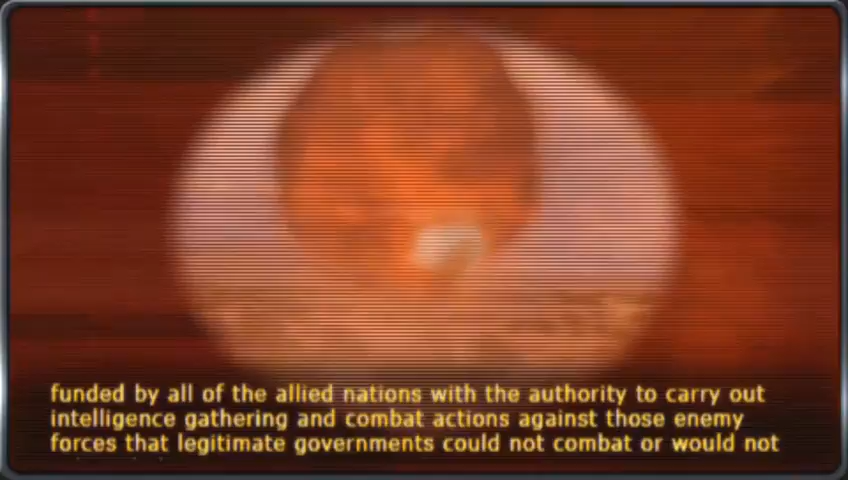 funded by all of the allied nations with the authority to carry out
intelligence gathering and combat actions against those enemy
forces that legitimate governments could not combat or would not